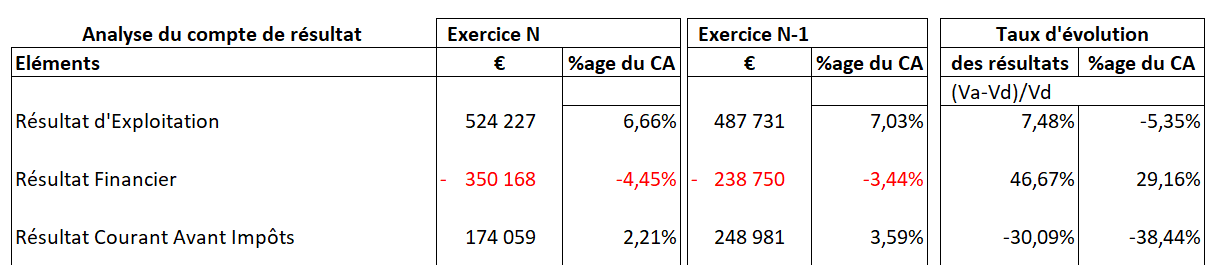 Analyse du compte de résultat Exercice N Exercice N-1 Taux d'évolution
Eléments € %age du CA € %age du CA des résultats %age du CA
(Va-Vd)/Vd
Résultat d'Exploitation 524 227 6,66% 487 731 7,03% 7,48% -5,35%
Résultat Financier - 350 168 -4,45% - 238 750 -3,44% 46,67% 29,16%
Résultat Courant Avant Impôts 174 059 2,21% 248 981 3,59% -30,09% -38,44%